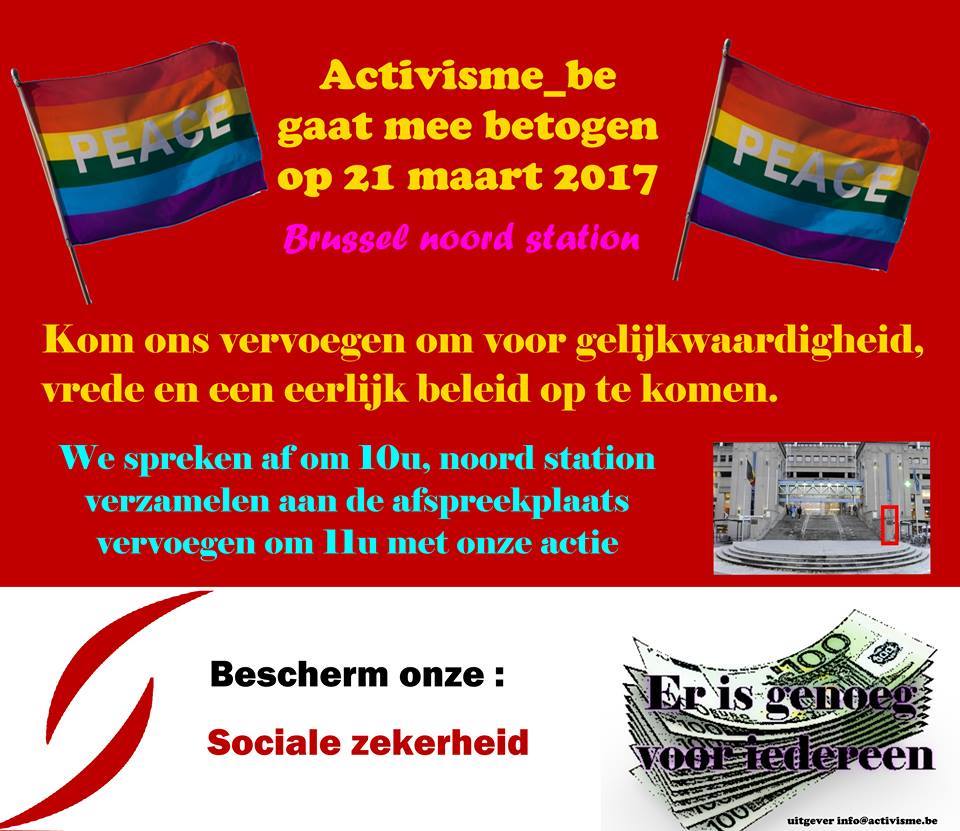 Activisme_be
gaat mee betogen
op 21 maart 2017
PEACE
PEACE
Brussel noord station
Kom ons vervoegen om voor gelijkwaardigheid,
vrede en een eerlijk beleid op te komen.
We spreken af om 10u, noord station
verzamelen aan de afspreekplaats
vervoegen om 11u met onze actie
Bescherm onze :
Sociale zekerheid
100
Er is genoeg
voor iedereen
100
uitgever info@activisme.be